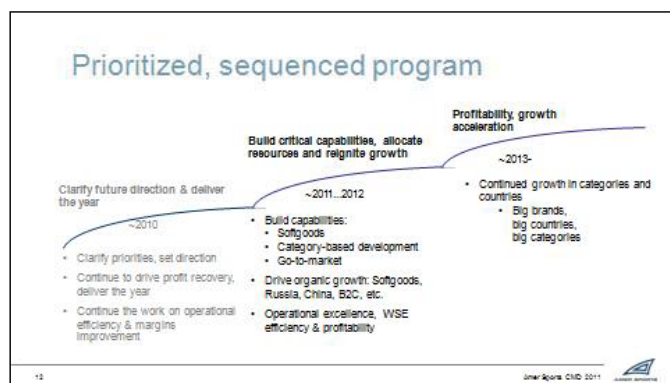 Prioritized, sequenced program
Profitability, growth
acceleration
Build critical capabilities, allocate
resources and reignite growth
~2013-
Clarify future direction & deliver
the year
~2011...2012
• Continued growth in categories and
countries
• Big brands,
big countries,
big categories
~2010
• Build capabilities:
• Softgoods
• Category-based development
• Go-to-market
• Clarify priorities, set direction
• Continue to drive profit recovery,
deliver the year
• Drive organic growth: Softgoods,
Russia, China, B2C, etc.
• Continue the work on operational
efficiency & margins
improvement
• Operational excellence, WSE
efficiency & profitability
12
Amer Sports CMD 2011
AMER SPORTS